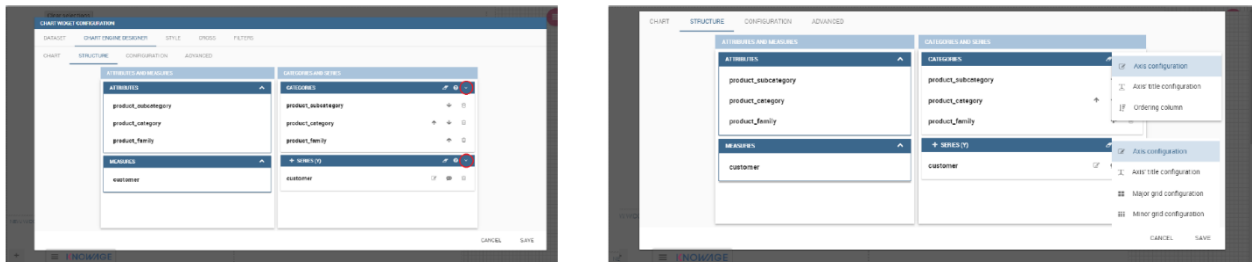 CHART WIDGET CONFIGURATION
DATASET CHART ENGINE DESIGNER STYLE CROSS FILTERS
CHART STRUCTURE CONFIGURATION ADVANCED
ATTRIBUTES AND MEASURES CATEGORIES AND SERIES
ATTRIBUTES CATEGORIES
product_subcategory product_subcategory
product_category product_category
product_family product_family
MEASURES + SERIES (Y)
customer customer
CANCEL SAVE
KNOWAGE
CHART STRUCTURE CONFIGURATION ADVANCED
ATTRIBUTES AND MEASURES CATEGORIES AND SERIES
ATTRIBUTES CATEGORIES
Axis configuration
product_subcategory product_subcategory
Axis' title configuration
product_category product_category
Ordering column
product_family product_family
MEASURES + SERIES (Y)
Axis configuration
customer customer
Axis' title configuration
Major grid configuration
Minor grid configuration
CANCEL SAVE
KNOWAGE